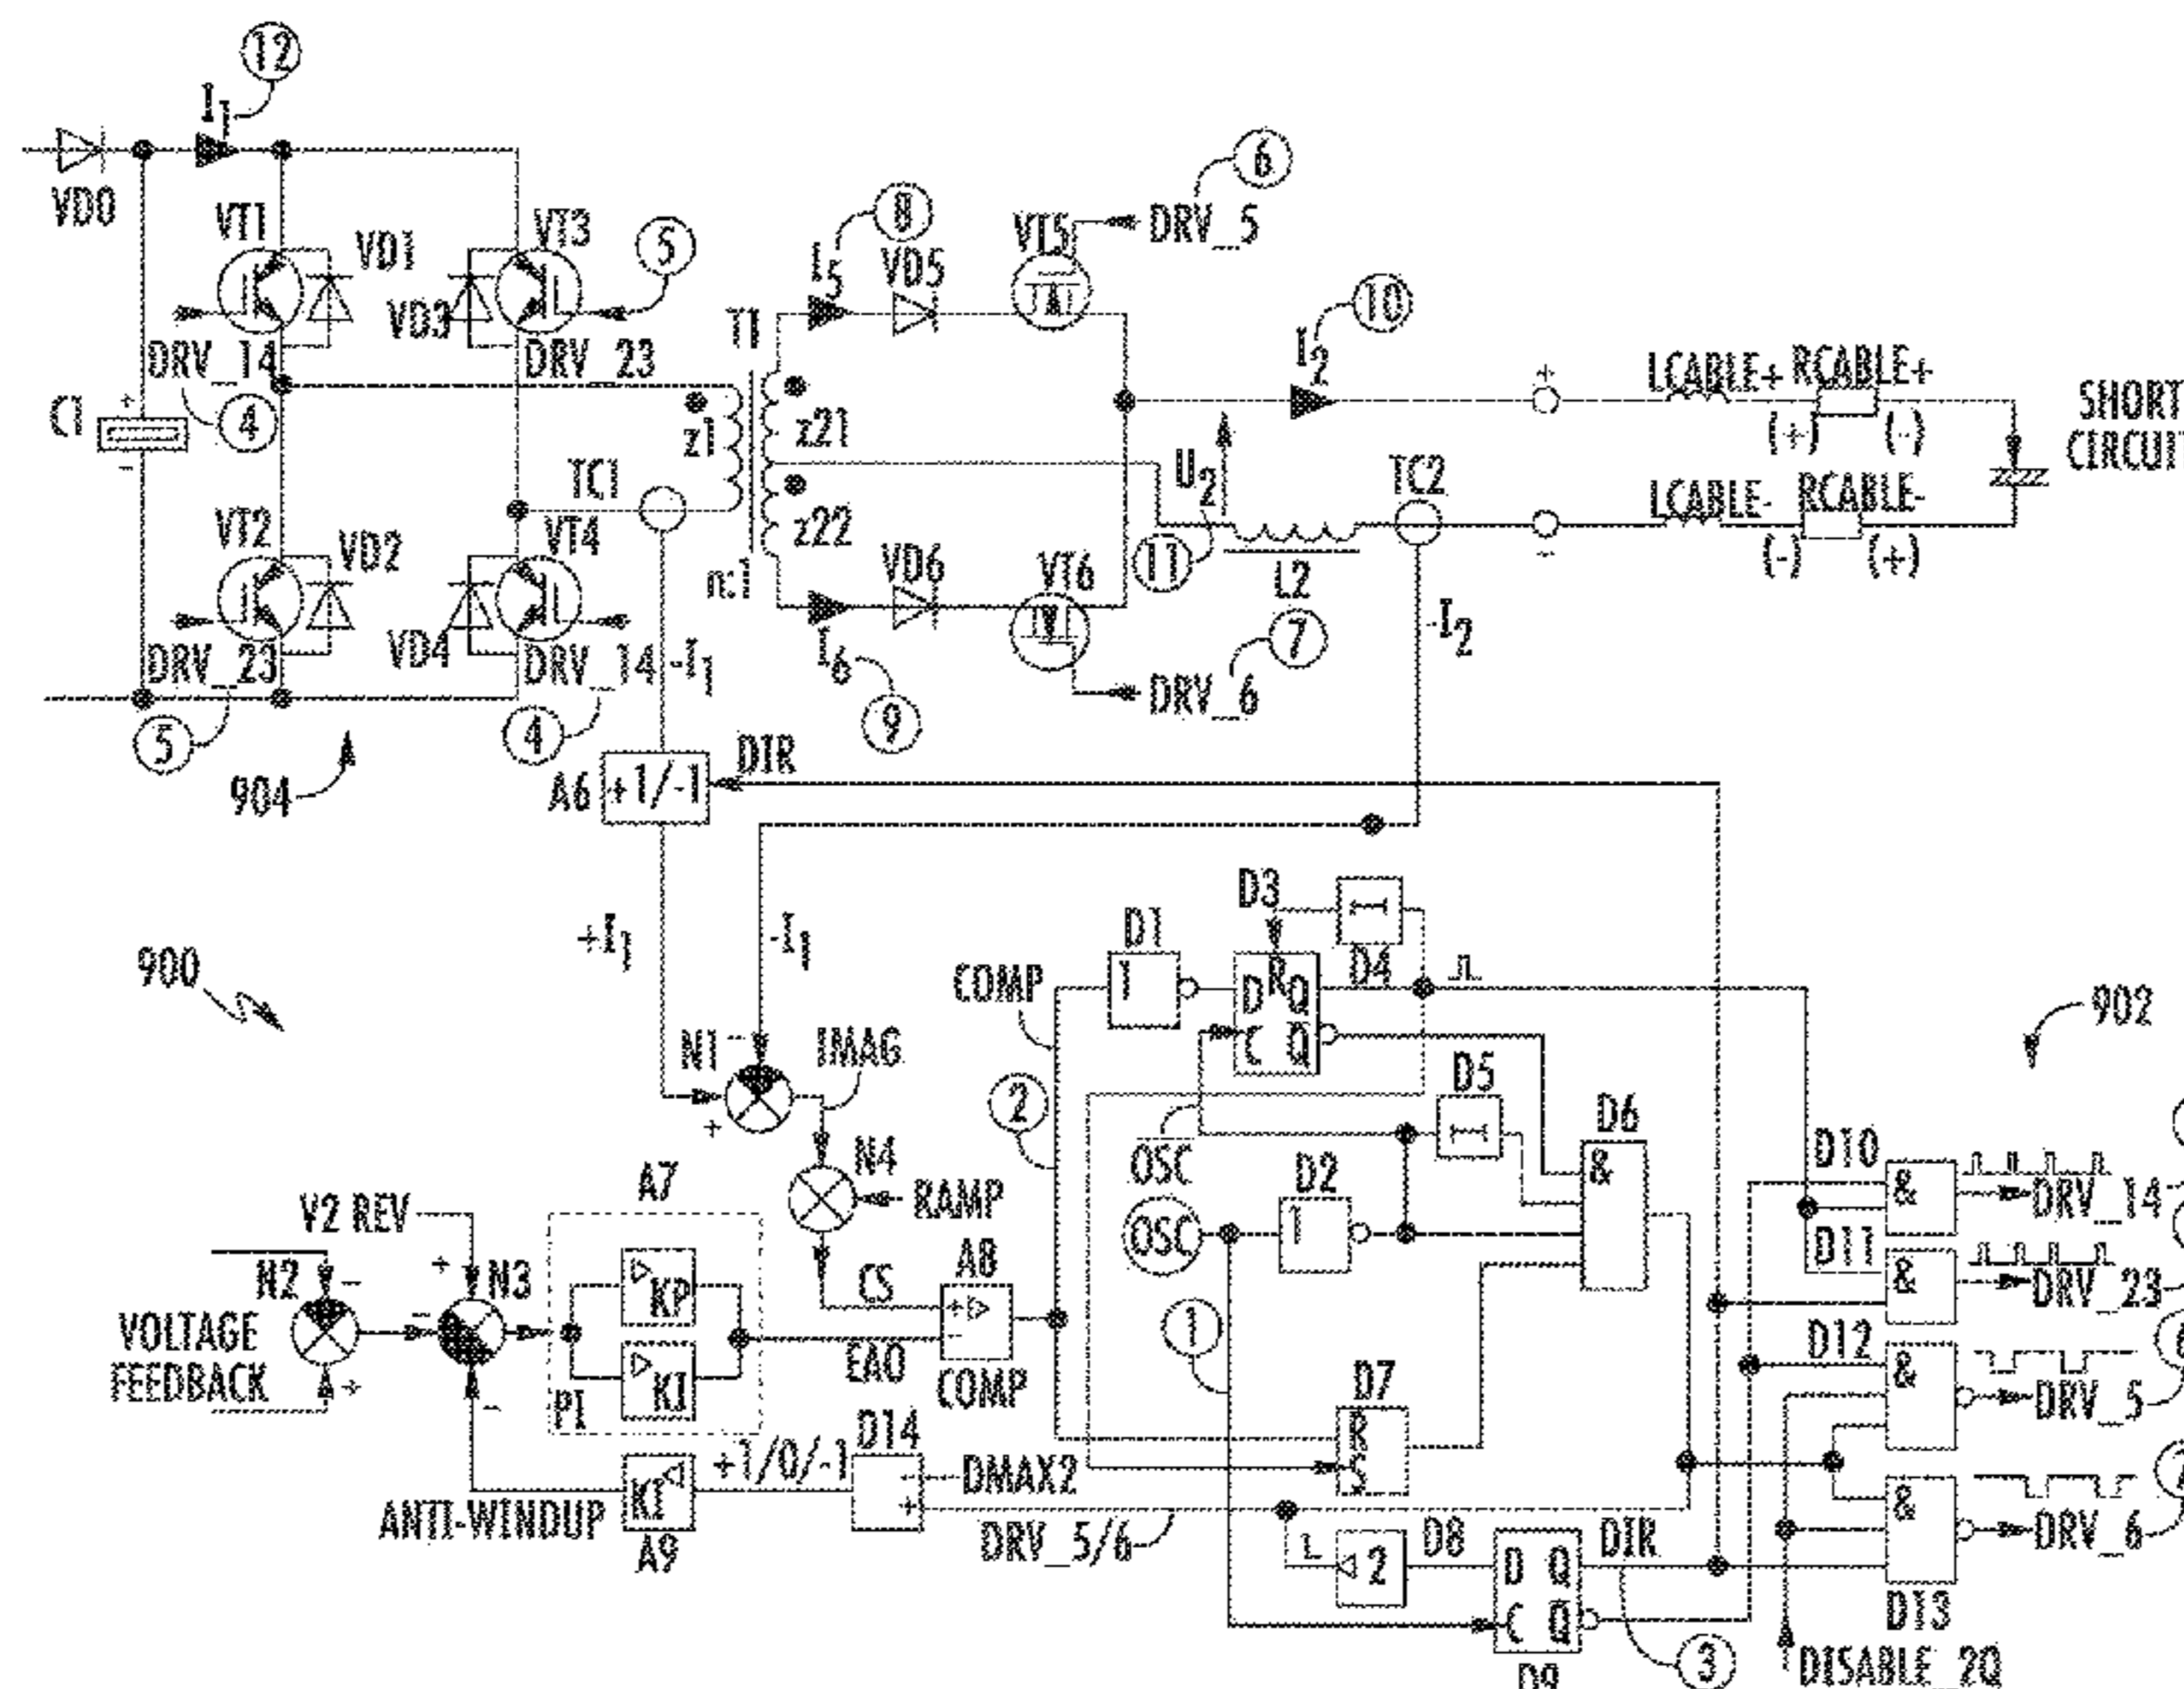 12
I1
VD0
VT1
VD1
VT3
5
VD3
DRV_14
DRV_23
C1
+
-
4
TC1
VT2
VD2
VT4
VD4
DRV_23
DRV_14
-I1
5
4
904
T1
z1
z21
z22
n:1
I5
8
VD5
VT5
DRV_5
6
I6
9
VD6
VT6
DRV_6
7
10
I2
U2
11
L2
TC2
-I2
+
-
LCABLE+
RCABLE+
(+)
(-)
LCABLE-
RCABLE-
(-)
(+)
SHORT
CIRCUIT
A6
+1/-1
DIR
+I1
-I1
900
N1
-
+
IMAG
N4
RAMP
CS
V2 REV
+
N2
-
+
VOLTAGE
FEEDBACK
N3
-
-
A7
KP
KI
PI
EAO
A8
+
-
COMP
ANTI-WINDUP
KI
A9
+1/0/-1
D14
-
+
DMAX2
DRV_5/6
COMP
2
D1
1
D3
D R Q
C Q
D4
D5
OSC
OSC
D2
1
D6
&
1
D7
R
S
D8
2
D Q
C Q
D9
DIR
3
902
D10
&
DRV_14
D11
&
DRV_23
D12
&
DRV_5
&
DRV_6
D13
DISABLE_2Q